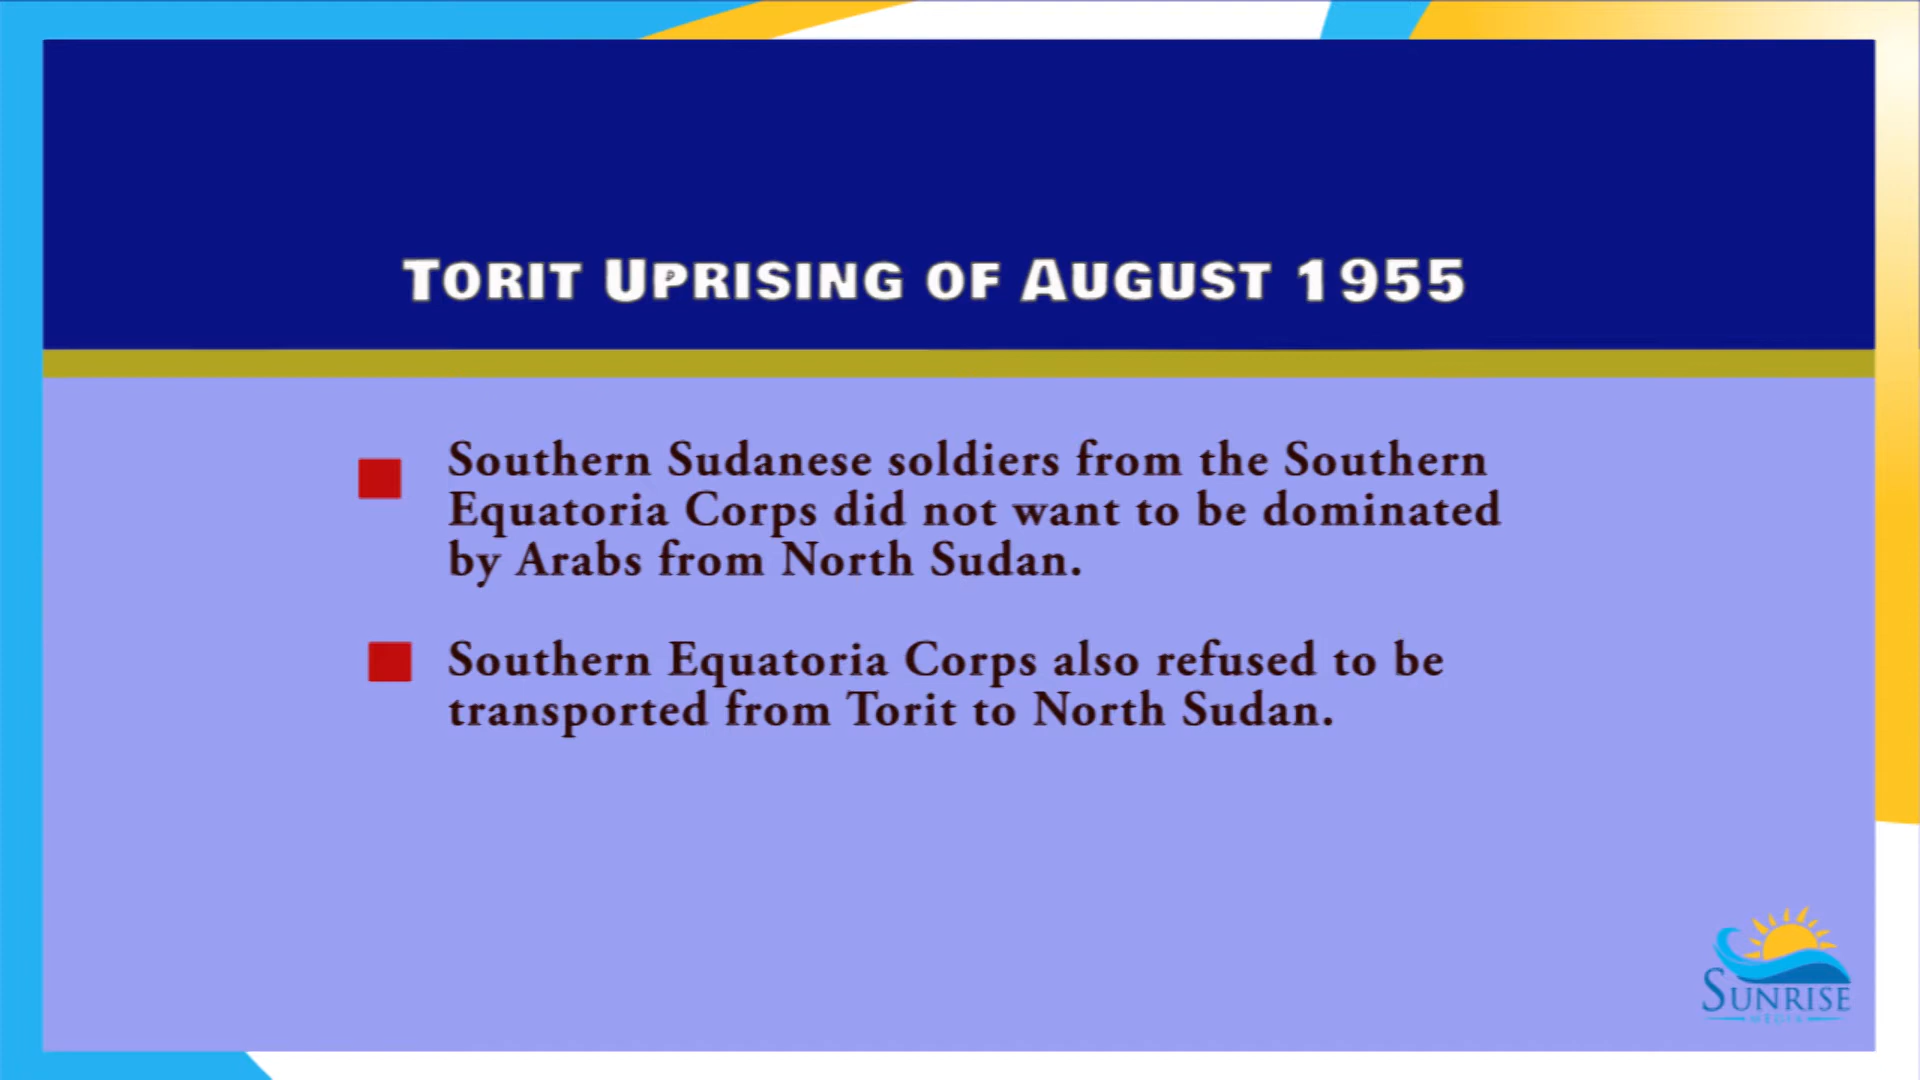 TORIT UPRISING OF AUGUST 1955
Southern Sudanese soldiers from the Southern
Equatoria Corps did not want to be dominated
by Arabs from North Sudan.
Southern Equatoria Corps also refused to be
transported from Torit to North Sudan.
SUNRISE
MEDIA